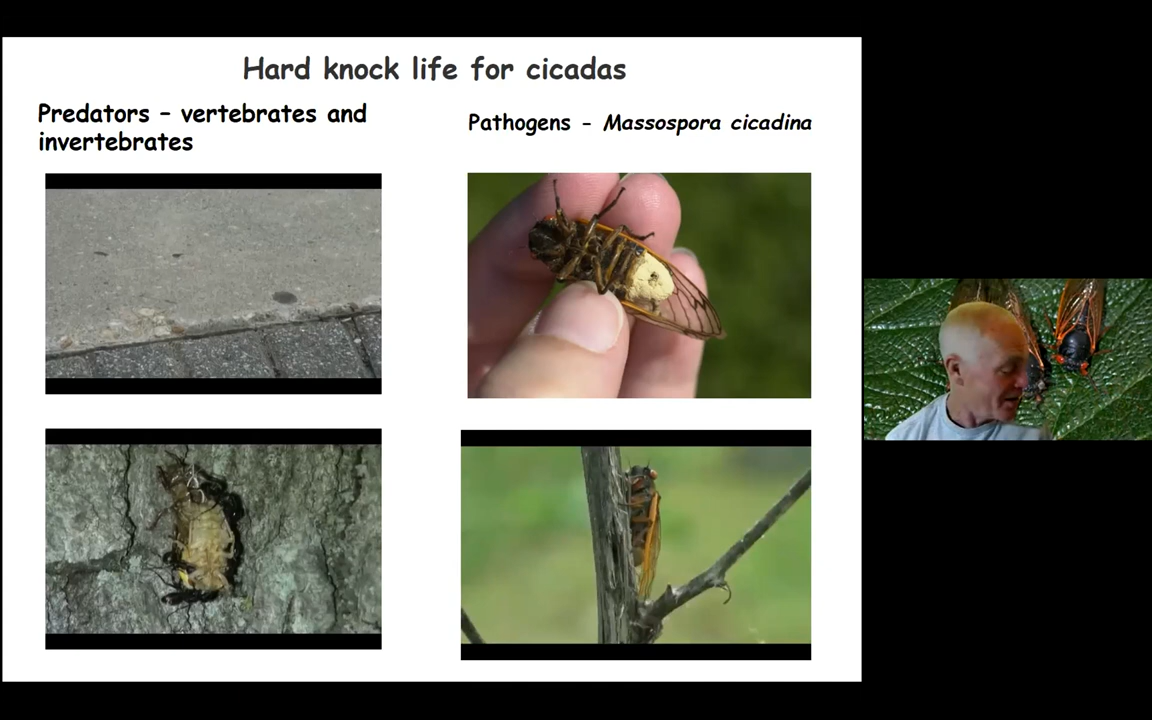 Hard knock life for cicadas
Predators – vertebrates and
invertebrates
Pathogens - Massospora cicadina